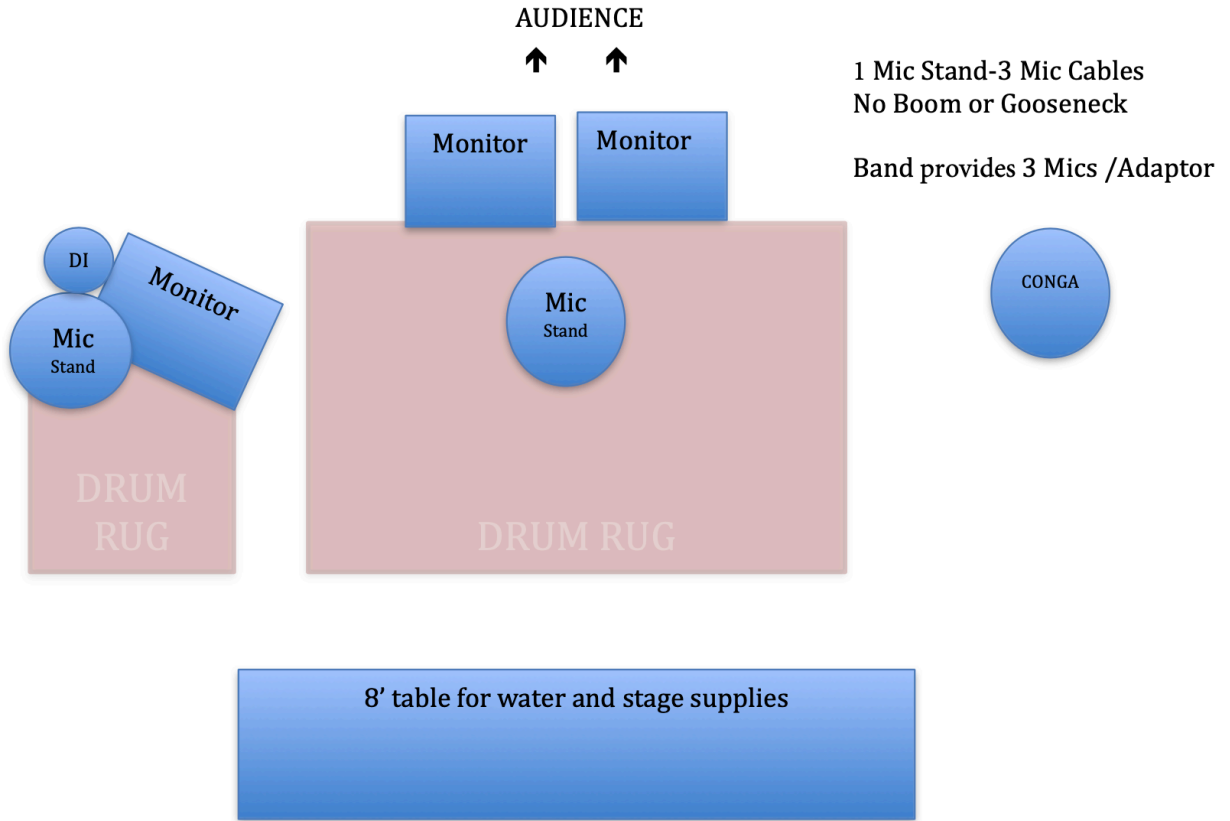 AUDIENCE
1 Mic Stand-3 Mic Cables
No Boom or Gooseneck
Band provides 3 Mics /Adaptor
Monitor
Monitor
DI
Monitor
Mic
Stand
Mic
Stand
CONGA
DRUM
RUG
DRUM RUG
8’ table for water and stage supplies